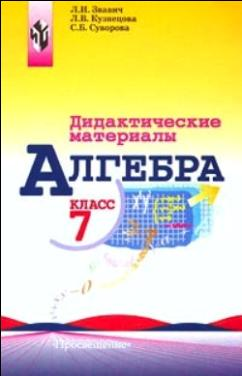 Л.И. Звавич
Л.В. Кузнецова
С.Б. Суворова
Дидактические
материалы
АЛГЕБРА
КЛАСС
7
"Просвещение"